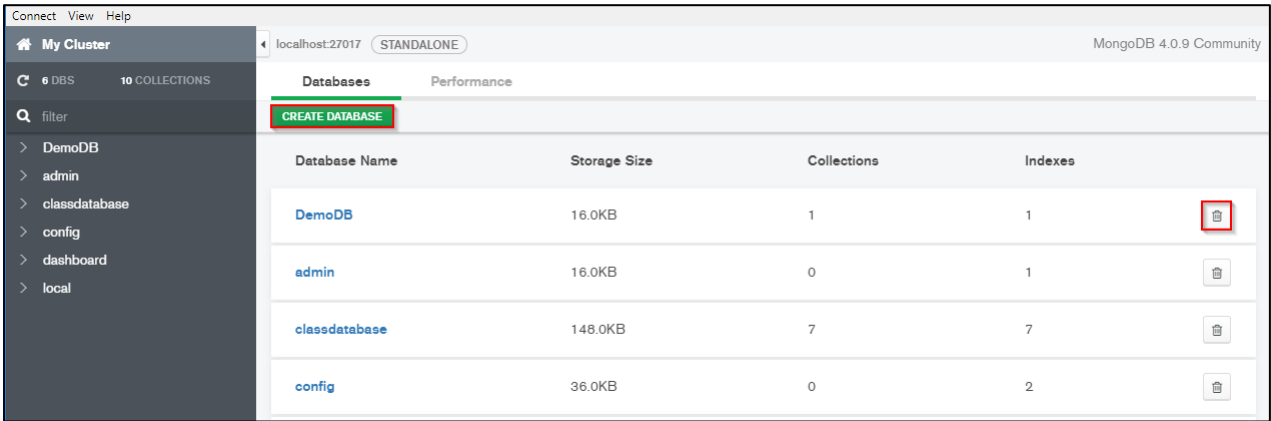 Connect View Help
My Cluster
localhost:27017 STANDALONE MongoDB 4.0.9 Community
6 DBS 10 COLLECTIONS
Databases Performance
filter
CREATE DATABASE
DemoDB
admin
classdatabase
config
dashboard
local
Database Name Storage Size Collections Indexes
DemoDB 16.0KB 1 1
admin 16.0KB 0 1
classdatabase 148.0KB 7 7
config 36.0KB 0 2